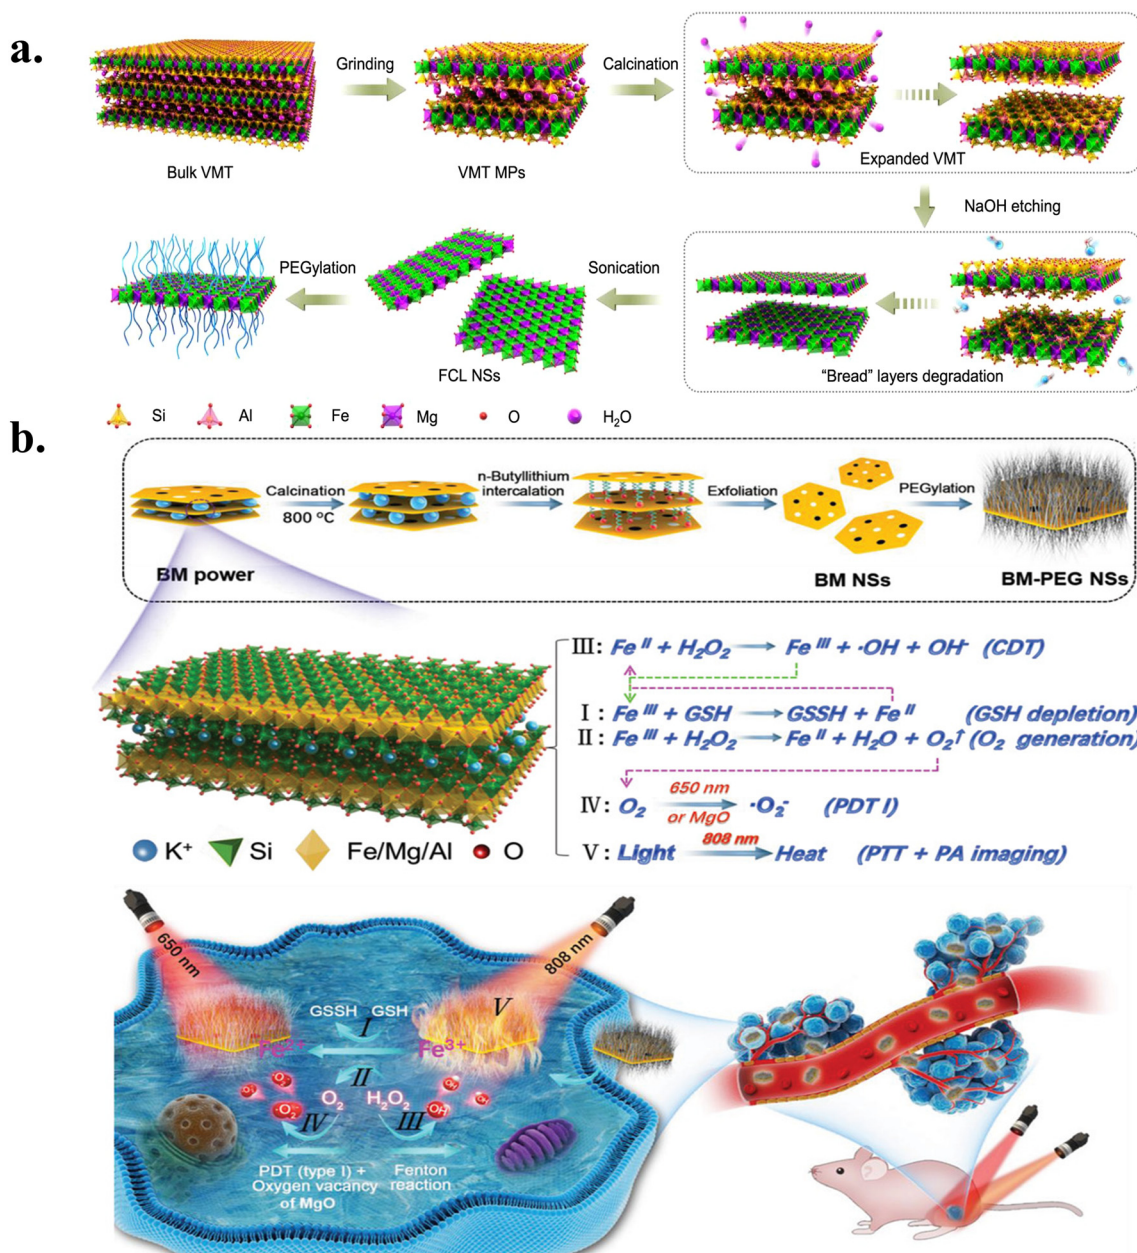 a.
Grinding
Calcination
Bulk VMT
VMT MPs
Expanded VMT
NaOH etching
PEGylation
Sonication
FCL NSs
“Bread” layers degradation
Si Al Fe Mg O H₂O
b.
Calcination
800 ºC
n-Butyllithium
intercalation
Exfoliation
PEGylation
BM power
BM NSs
BM-PEG NSs
III: Fe II + H₂O₂ Fe III + ·OH + OH⁻ (CDT)
I : Fe III + GSH GSSH + Fe II (GSH depletion)
II: Fe III + H₂O₂ Fe II + H₂O + O₂↑ (O₂ generation)
IV: O₂ 650 nm or MgO ·O₂⁻ (PDT I)
V: Light 808 nm Heat (PTT + PA imaging)
K⁺ Si Fe/Mg/Al O
650 nm
808 nm
GSSH GSH
V
I
Fe²⁺ Fe³⁺
II
O₂ H₂O₂
IV III
PDT (type I) +
Oxygen vacancy
of MgO
Fenton
reaction